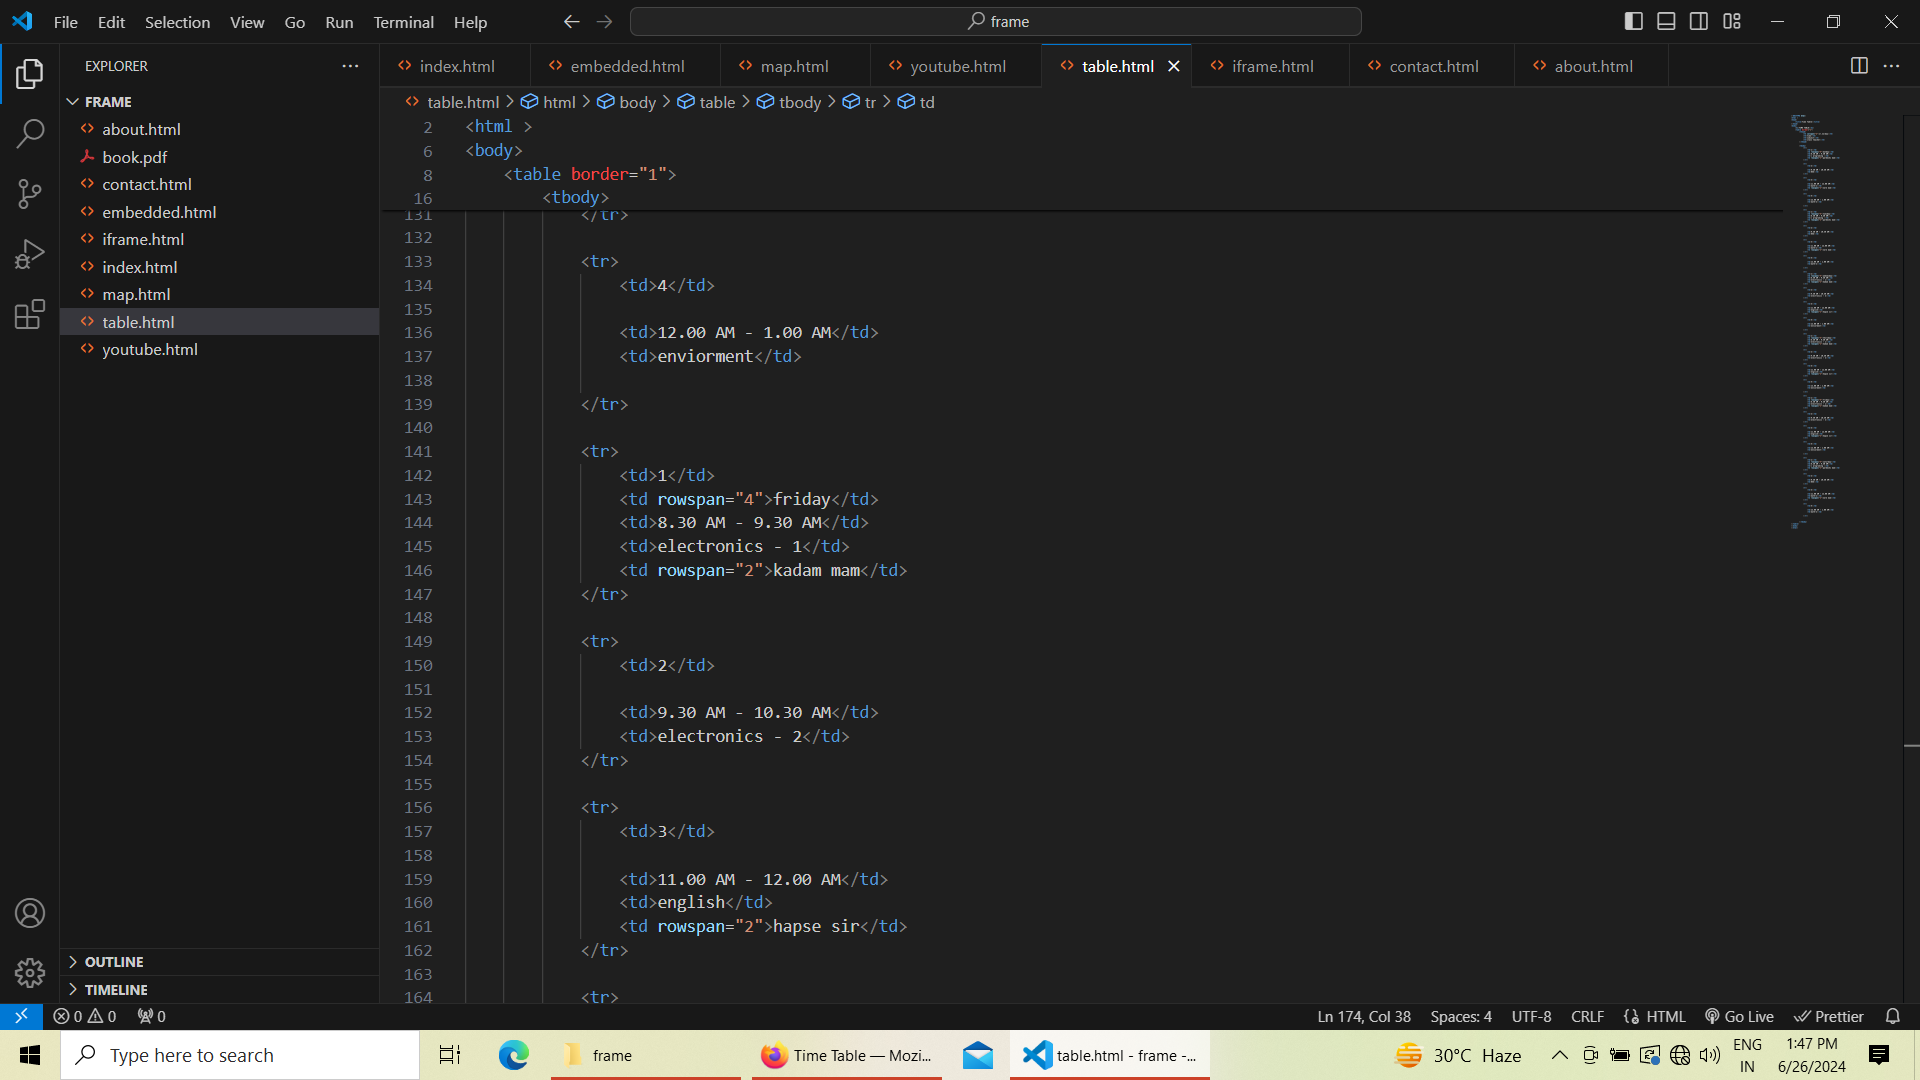 File Edit Selection View Go Run Terminal Help
frame
EXPLORER
FRAME
about.html
book.pdf
contact.html
embedded.html
iframe.html
index.html
map.html
table.html
youtube.html
OUTLINE
TIMELINE
index.html embedded.html map.html youtube.html table.html iframe.html contact.html about.html
table.html > html > body > table > tbody > tr > td
2 <html >
6 <body>
8 <table border="1">
16 <tbody>
131 </tr>
132
133 <tr>
134 <td>4</td>
135
136 <td>12.00 AM - 1.00 AM</td>
137 <td>enviorment</td>
138
139 </tr>
140
141 <tr>
142 <td>1</td>
143 <td rowspan="4">friday</td>
144 <td>8.30 AM - 9.30 AM</td>
145 <td>electronics - 1</td>
146 <td rowspan="2">kadam mam</td>
147 </tr>
148
149 <tr>
150 <td>2</td>
151
152 <td>9.30 AM - 10.30 AM</td>
153 <td>electronics - 2</td>
154 </tr>
155
156 <tr>
157 <td>3</td>
158
159 <td>11.00 AM - 12.00 AM</td>
160 <td>english</td>
161 <td rowspan="2">hapse sir</td>
162 </tr>
163
164 <tr>
0 0 0 Ln 174, Col 38 Spaces: 4 UTF-8 CRLF HTML Go Live Prettier
Type here to search frame Time Table — Mozi... table.html - frame -... 30°C Haze
ENG
IN
1:47 PM
6/26/2024